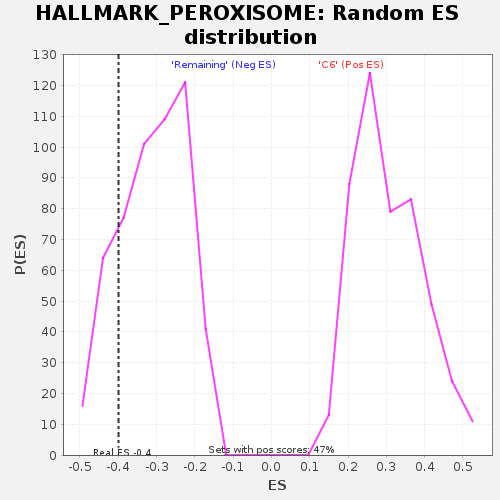 HALLMARK_PEROXISOME: Random ES
distribution
'Remaining' (Neg ES)
'C6' (Pos ES)
130
120
110
100
90
80
70
60
50
40
30
20
10
0
P(ES)
Real ES -0.4
Sets with pos scores: 47%
-0.5 -0.4 -0.3 -0.2 -0.1 0.0 0.1 0.2 0.3 0.4 0.5
ES